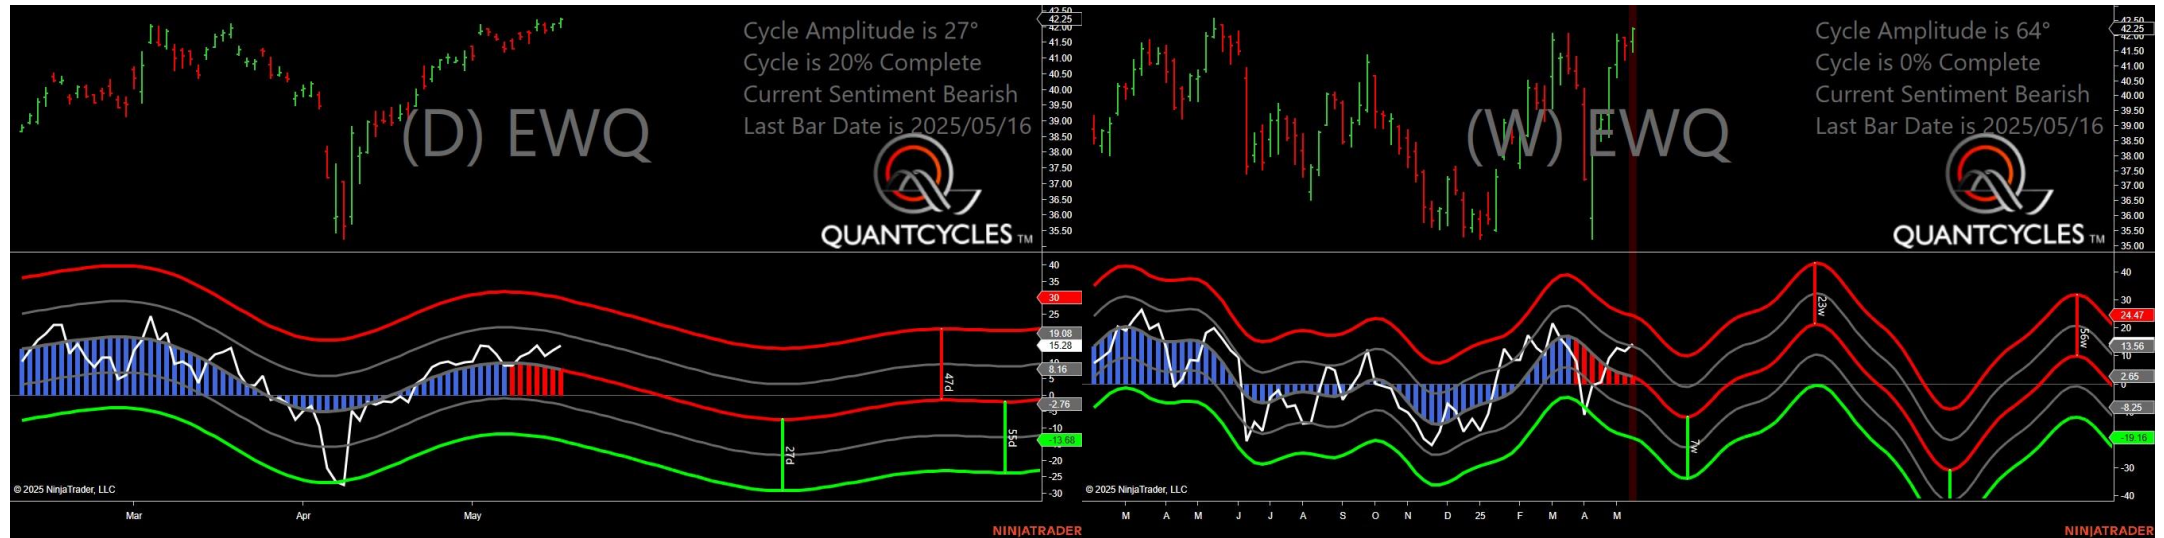 Cycle Amplitude is 27°
Cycle is 20% Complete
Current Sentiment Bearish
Last Bar Date is 2025/05/16
(D) EWQ
QUANTCYCLES TM
42.50
42.25
42.00
41.50
41.00
40.50
40.00
39.50
39.00
38.50
38.00
37.50
37.00
36.50
36.00
35.50
40
35
30
25
19.08
15.28
10
8.16
5
0
-2.76
-5
-10
-13.68
-20
-25
-30
47d
27d
55d
© 2025 NinjaTrader, LLC
Mar
Apr
May
NINJATRADER
Cycle Amplitude is 64°
Cycle is 0% Complete
Current Sentiment Bearish
Last Bar Date is 2025/05/16
(W) EWQ
QUANTCYCLES TM
42.50
42.25
42.00
41.50
41.00
40.50
40.00
39.50
39.00
38.50
38.00
37.50
37.00
36.50
36.00
35.50
35.00
40
30
24.47
20
13.56
10
2.65
0
-8.25
-19.16
-30
-40
23w
56w
7w
© 2025 NinjaTrader, LLC
M A M J J A S O N D 25 F M A M
NINJATRADER